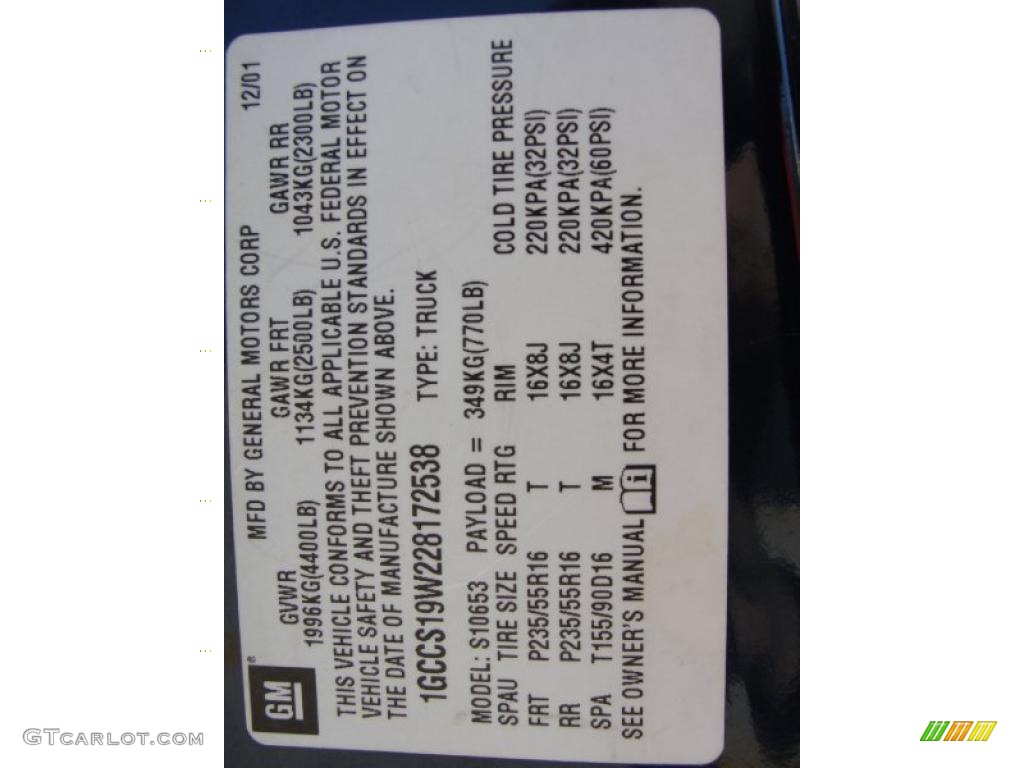 GM
MFD BY GENERAL MOTORS CORP 12/01
GVWR GAWR FRT GAWR RR
1996KG(4400LB) 1134KG(2500LB) 1043KG(2300LB)
THIS VEHICLE CONFORMS TO ALL APPLICABLE U.S. FEDERAL MOTOR
VEHICLE SAFETY AND THEFT PREVENTION STANDARDS IN EFFECT ON
THE DATE OF MANUFACTURE SHOWN ABOVE.
1GCCS19W228172538 TYPE: TRUCK
MODEL: S10653 PAYLOAD = 349KG(770LB)
SPAU TIRE SIZE SPEED RTG RIM COLD TIRE PRESSURE
FRT P235/55R16 T 16X8J 220KPA(32PSI)
RR P235/55R16 T 16X8J 220KPA(32PSI)
SPA T155/90D16 M 16X4T 420KPA(60PSI)
SEE OWNER'S MANUAL FOR MORE INFORMATION.
GTCARLOT.COM